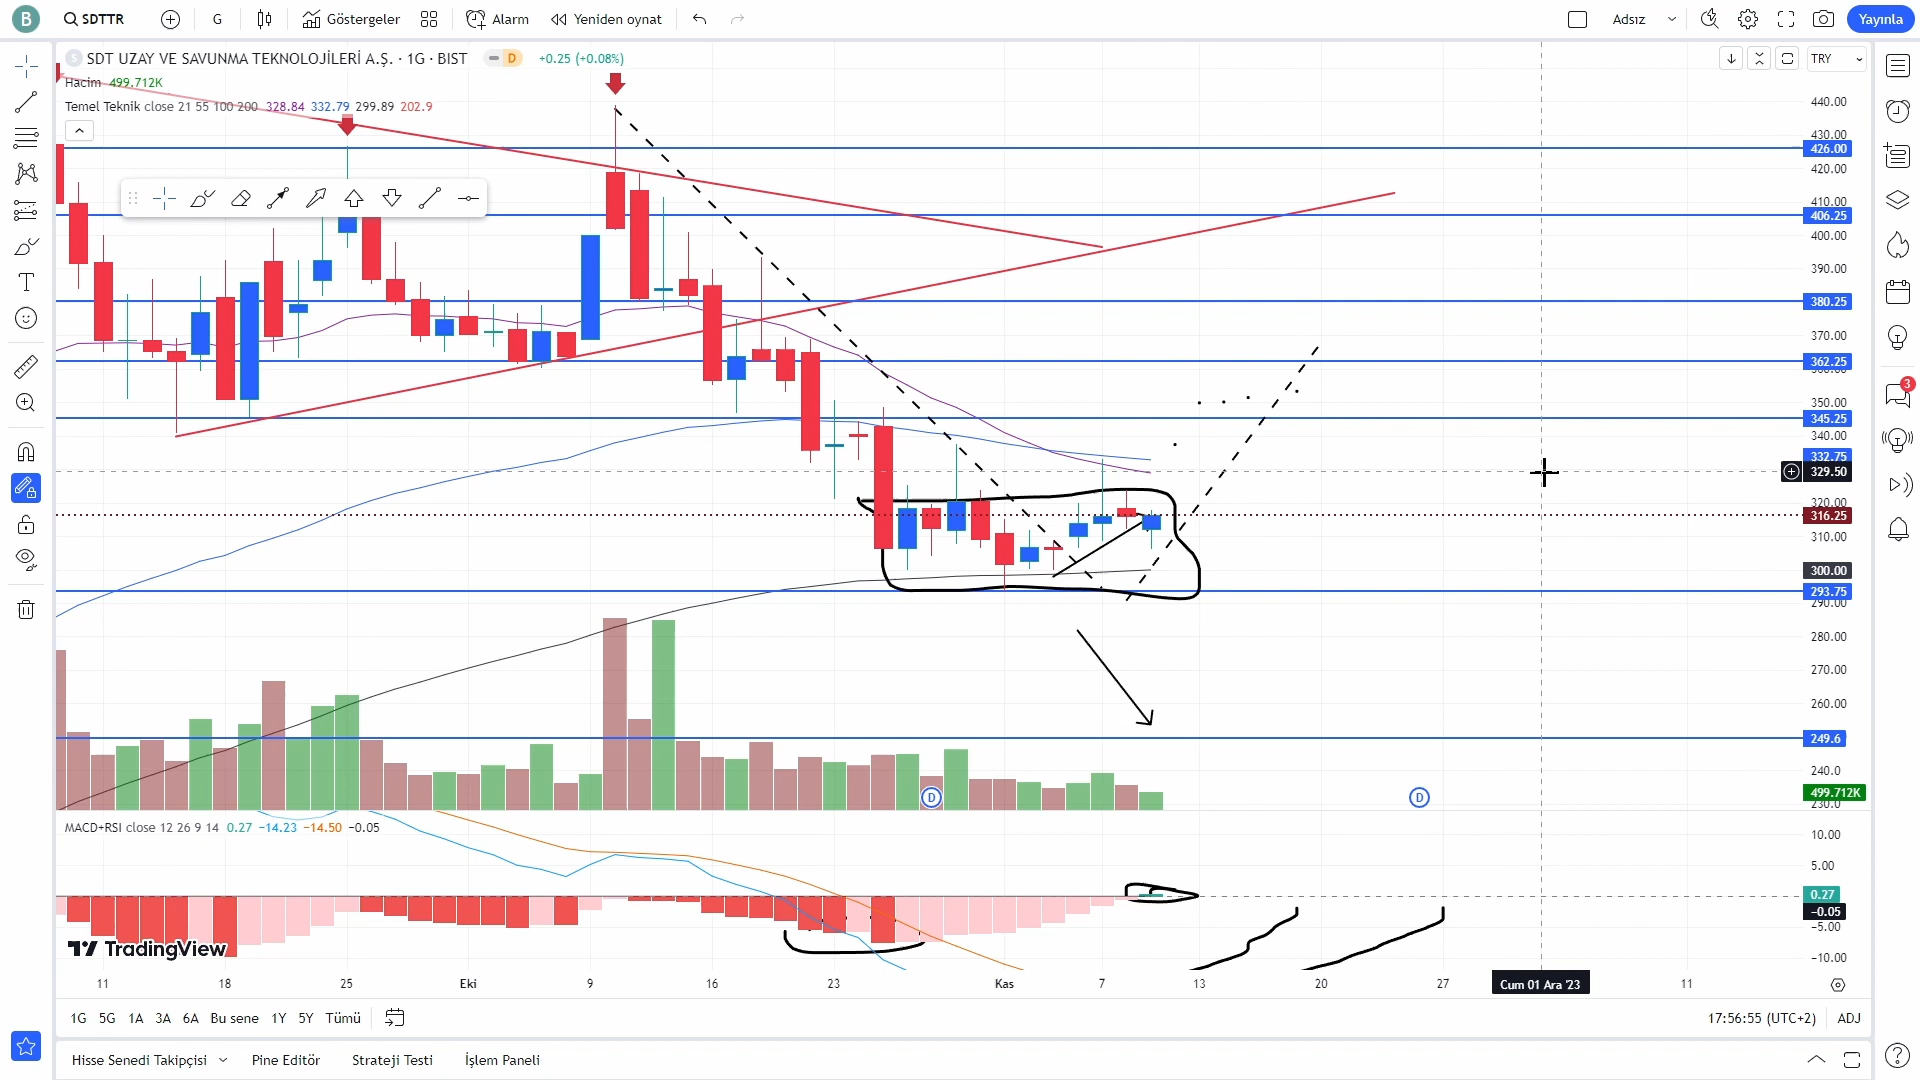 B
SDTTR
G
Göstergeler
Alarm
Yeniden oynat
Adsız
Yayınla
S
SDT UZAY VE SAVUNMA TEKNOLOJİLERİ A.Ş. · 1G · BIST
D
+0.25 (+0.08%)
TRY
Hacim 499.712K
Temel Teknik close 21 55 100 200 328.84 332.79 299.89 202.9
440.00
430.00
426.00
420.00
410.00
406.25
400.00
390.00
380.25
370.00
362.25
360.00
350.00
345.25
340.00
332.75
329.50
320.00
316.25
310.00
300.00
293.75
290.00
280.00
270.00
260.00
249.6
240.0
499.712K
230.0
D
D
3
MACD+RSI close 12 26 9 14 0.27 −14.23 −14.50 −0.05
10.00
5.00
0.27
−0.05
−5.00
−10.00
TradingView
11
18
25
Eki
9
16
23
Kas
7
13
20
27
Cum 01 Ara '23
11
1G
5G
1A
3A
6A
Bu sene
1Y
5Y
Tümü
17:56:55 (UTC+2)
ADJ
Hisse Senedi Takipçisi
Pine Editör
Strateji Testi
İşlem Paneli